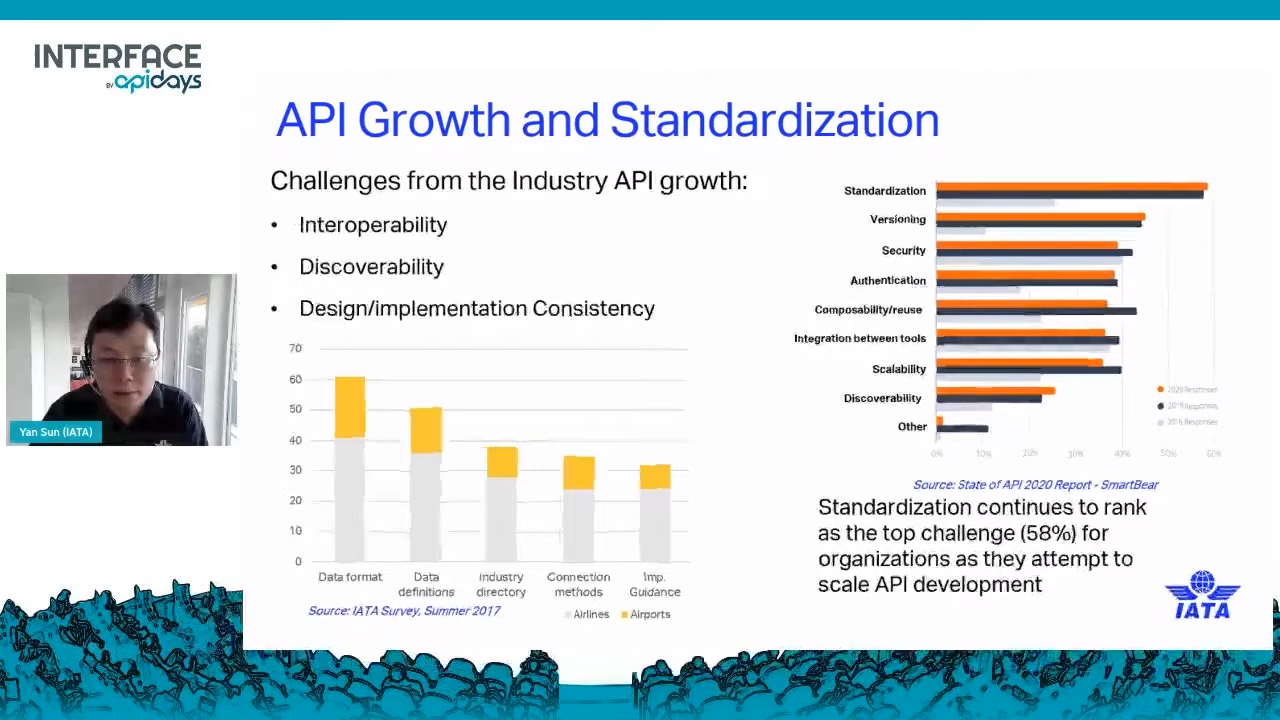 INTERFACE
BY apidays
API Growth and Standardization
Challenges from the Industry API growth:
• Interoperability
• Discoverability
• Design/implementation Consistency
70
60
50
40
30
20
10
0
Data format
Data definitions
Industry directory
Connection methods
Imp. Guidance
Source: IATA Survey, Summer 2017
Airlines
Airports
Standardization
Versioning
Security
Authentication
Composability/reuse
Integration between tools
Scalability
Discoverability
Other
2020 Responses
2019 Responses
2016 Responses
0% 10% 20% 30% 40% 50% 60%
Source: State of API 2020 Report - SmartBear
Standardization continues to rank
as the top challenge (58%) for
organizations as they attempt to
scale API development
IATA
Yan Sun (IATA)